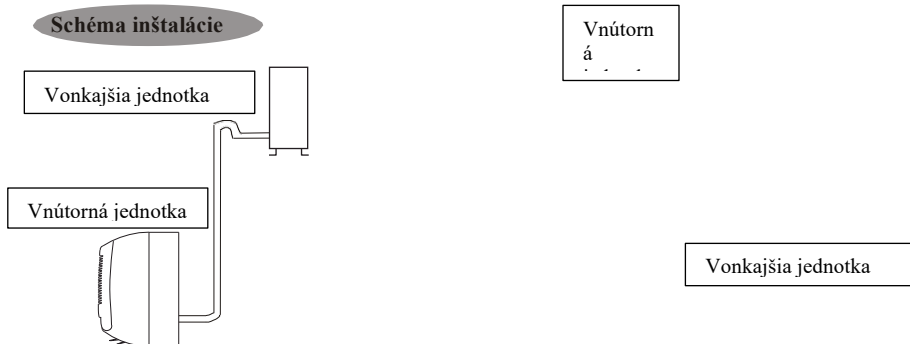 Schéma inštalácie
Vonkajšia jednotka
Vnútorná jednotka
Vnútorn
á
Vonkajšia jednotka